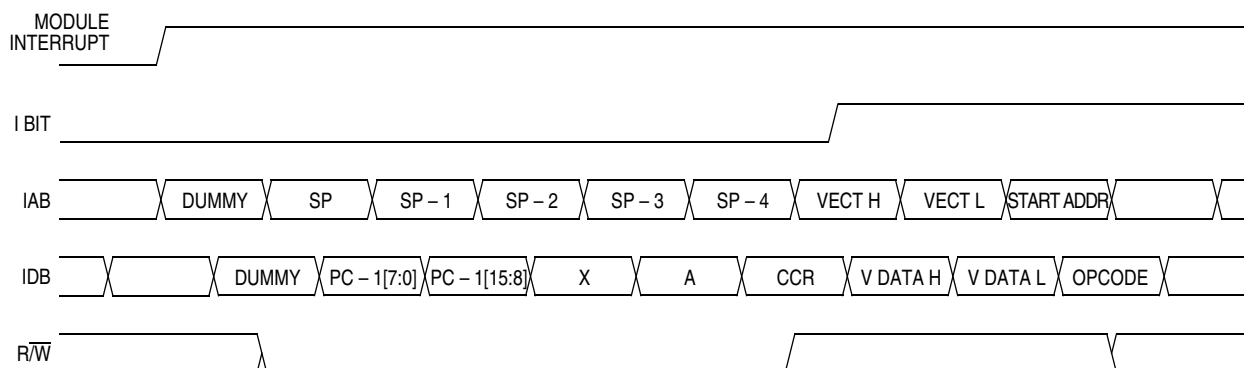 MODULE
INTERRUPT
I BIT
IAB DUMMY SP SP – 1 SP – 2 SP – 3 SP – 4 VECT H VECT L START ADDR
IDB DUMMY PC – 1[7:0] PC – 1[15:8] X A CCR V DATA H V DATA L OPCODE
R/W